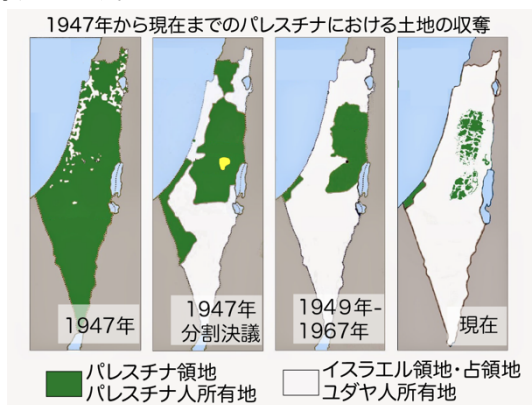 1947年から現在までのパレスチナにおける土地の収奪
1947年
1947年
分割決議
1949年-
1967年
現在
パレスチナ領地
パレスチナ人所有地
イスラエル領地・占領地
ユダヤ人所有地